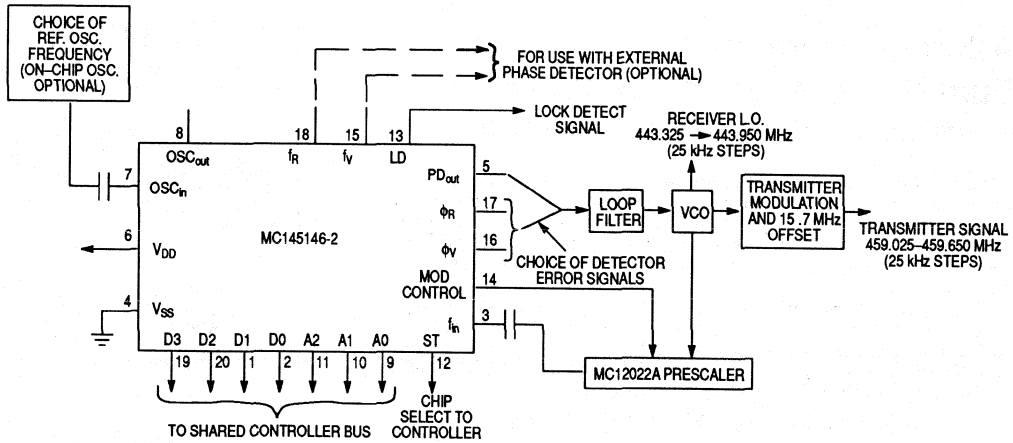 CHOICE OF
REF. OSC.
FREQUENCY
(ON–CHIP OSC.
OPTIONAL)
FOR USE WITH EXTERNAL
PHASE DETECTOR (OPTIONAL)
LOCK DETECT
SIGNAL
RECEIVER L.O.
443.325 → 443.950 MHz
(25 kHz STEPS)
8
18
15
13
OSCout
fR
fV
LD
7
OSCin
PDout
5
ϕR
17
ϕV
16
LOOP
FILTER
VCO
TRANSMITTER
MODULATION
AND 15 .7 MHz
OFFSET
TRANSMITTER SIGNAL
459.025–459.650 MHz
(25 kHz STEPS)
MC145146-2
6
VDD
CHOICE OF DETECTOR
ERROR SIGNALS
MOD
CONTROL
14
4
VSS
fin
3
D3
D2
D1
D0
A2
A1
A0
ST
19
20
1
2
11
10
9
12
MC12022A PRESCALER
TO SHARED CONTROLLER BUS
CHIP
SELECT TO
CONTROLLER